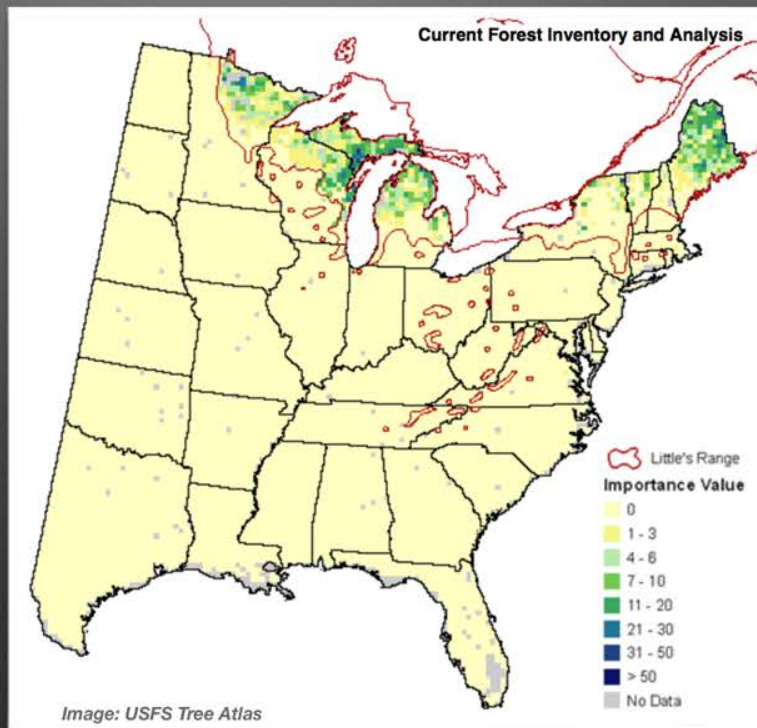 Current Forest Inventory and Analysis
Little's Range
Importance Value
0
1 - 3
4 - 6
7 - 10
11 - 20
21 - 30
31 - 50
> 50
No Data
Image: USFS Tree Atlas